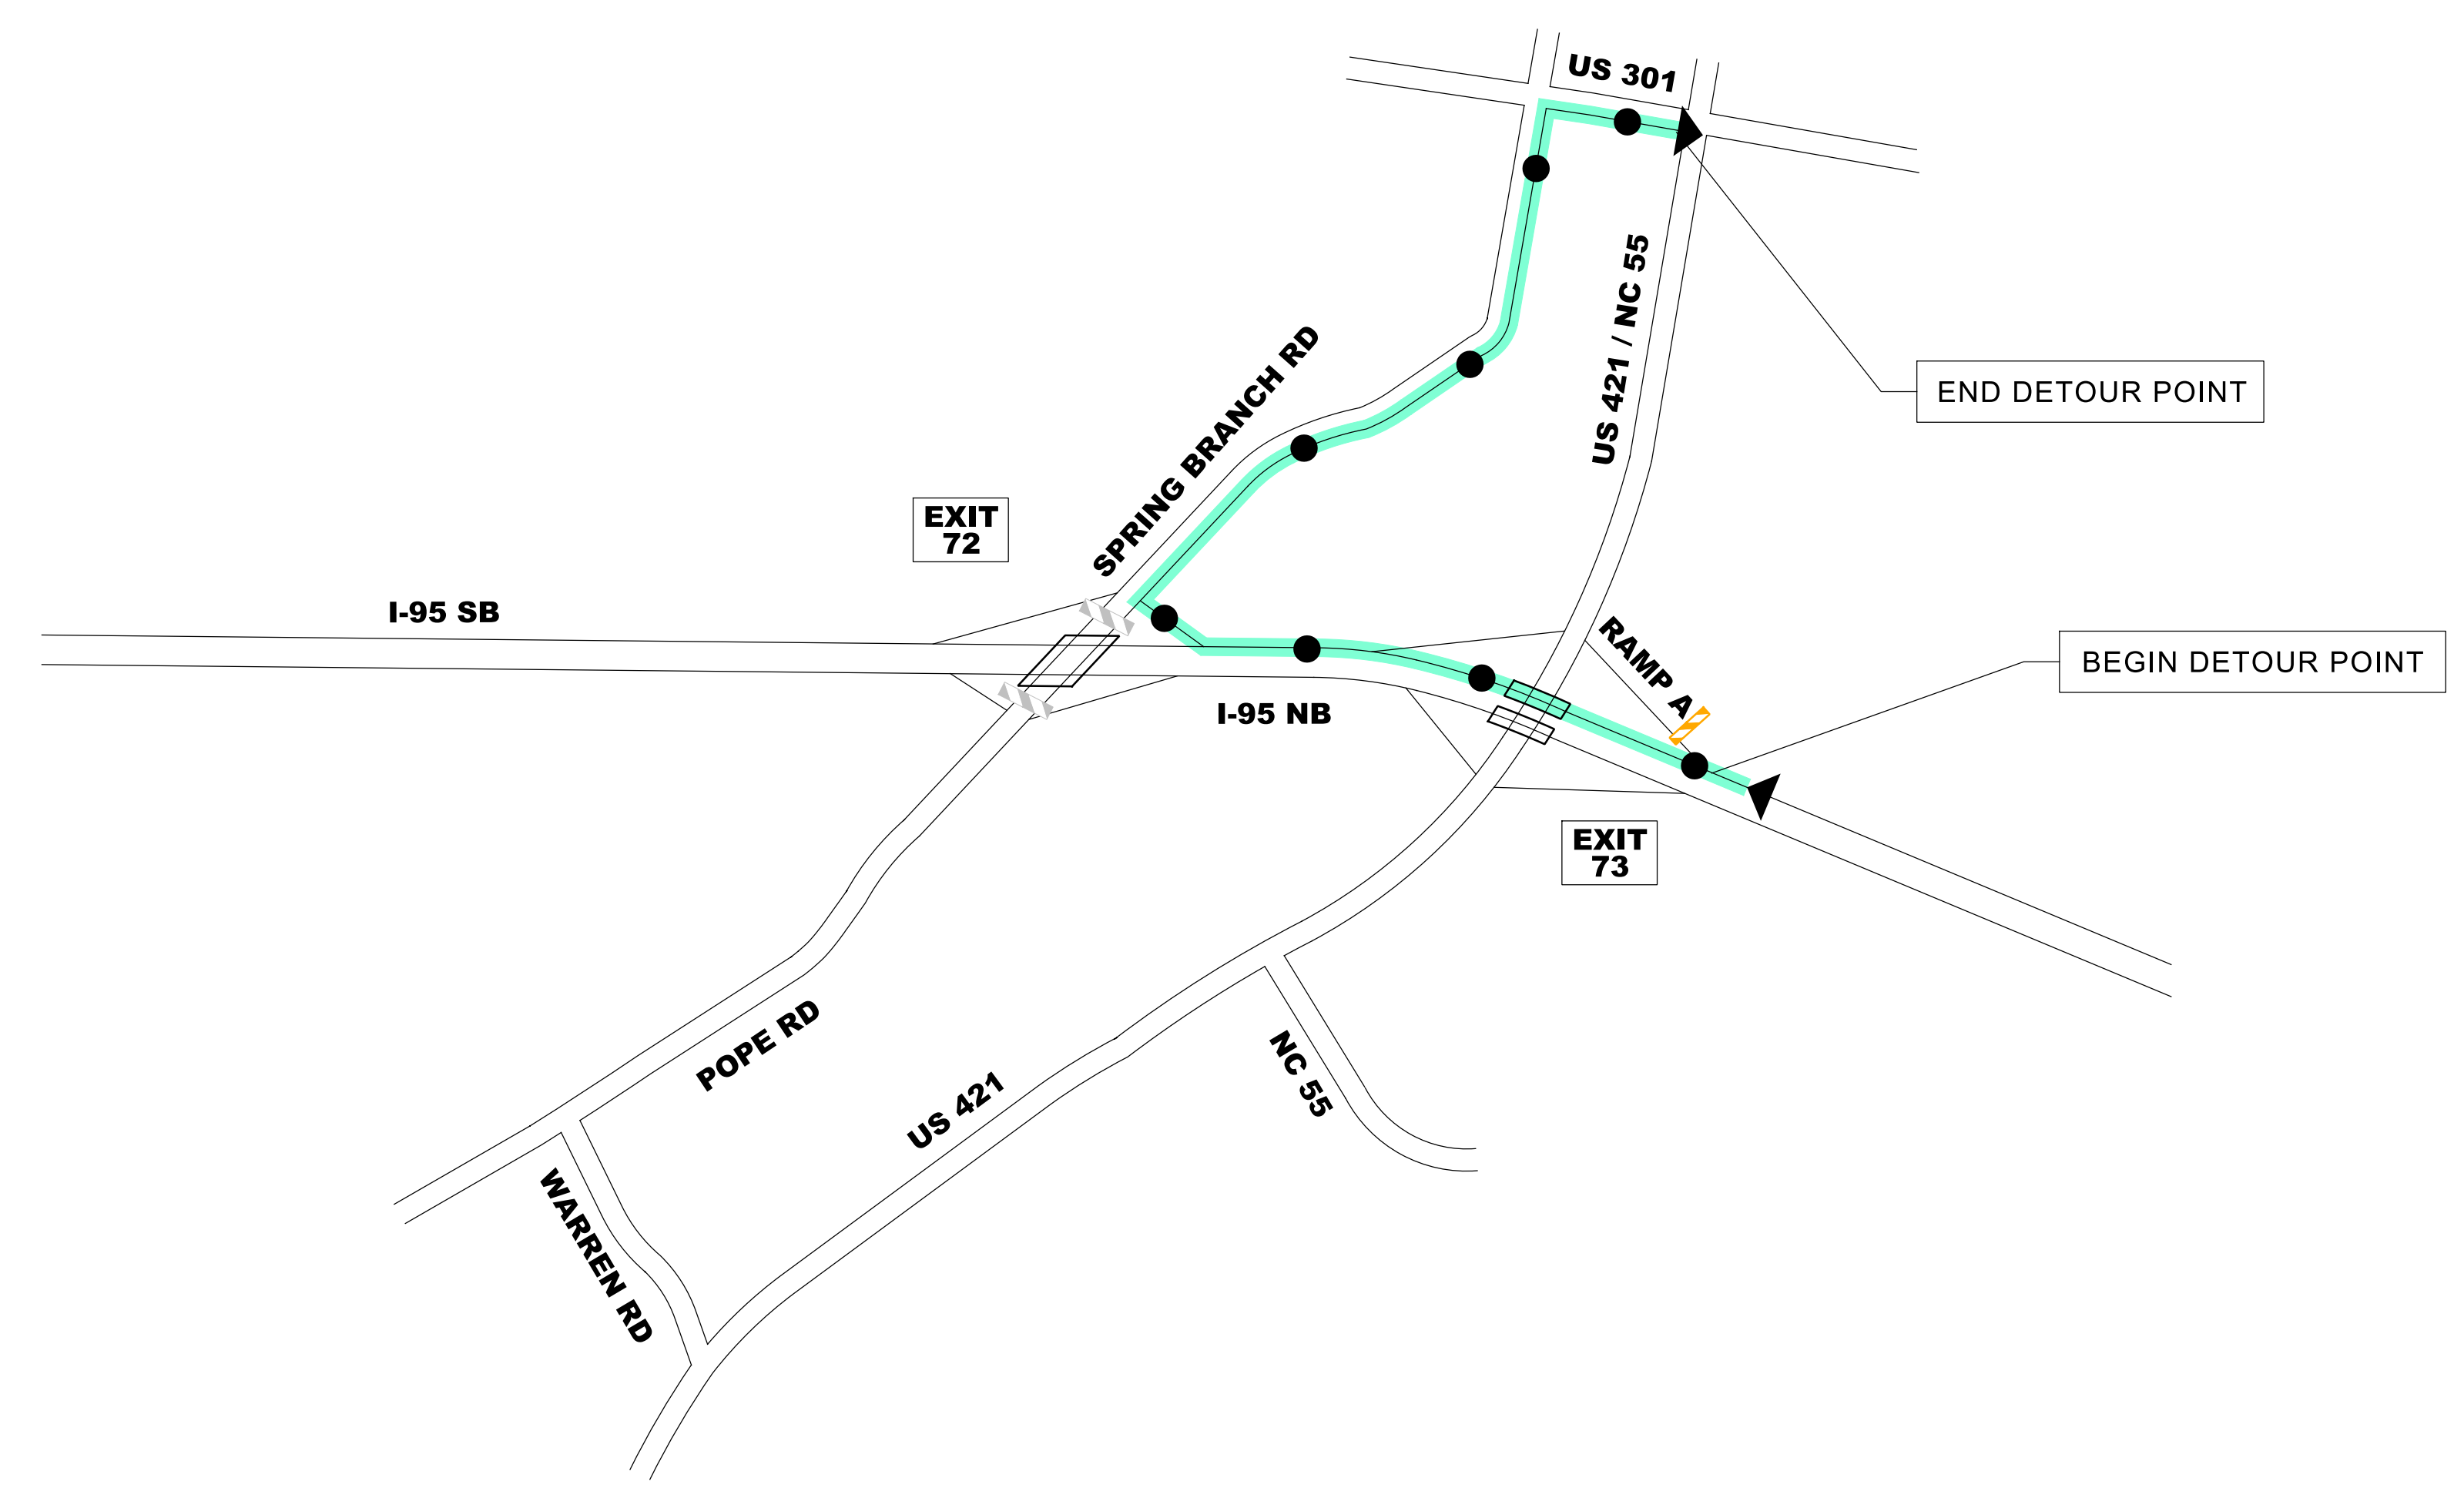 US 301
US 421 / NC 55
END DETOUR POINT
SPRING BRANCH RD
EXIT
72
I-95 SB
RAMP A
BEGIN DETOUR POINT
I-95 NB
EXIT
73
POPE RD
US 421
NC 55
WARREN RD